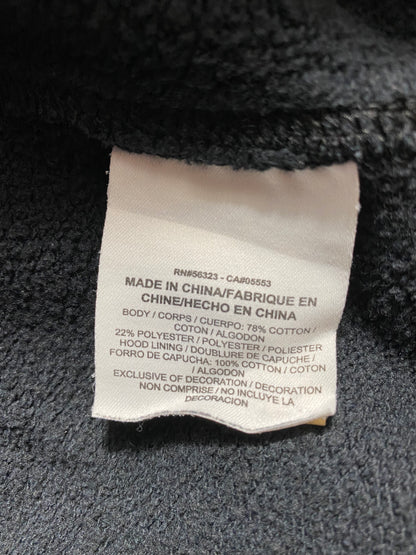 RN#56323 - CA#05553
MADE IN CHINA/FABRIQUE EN
CHINE/HECHO EN CHINA
BODY / CORPS / CUERPO: 78% COTTON /
COTON / ALGODON
22% POLYESTER / POLYESTER / POLIESTER
HOOD LINING / DOUBLURE DE CAPUCHE /
FORRO DE CAPUCHA: 100% COTTON / COTON
/ ALGODON
EXCLUSIVE OF DECORATION / DECORATION
NON COMPRISE / NO INCLUYE LA
DECORACION